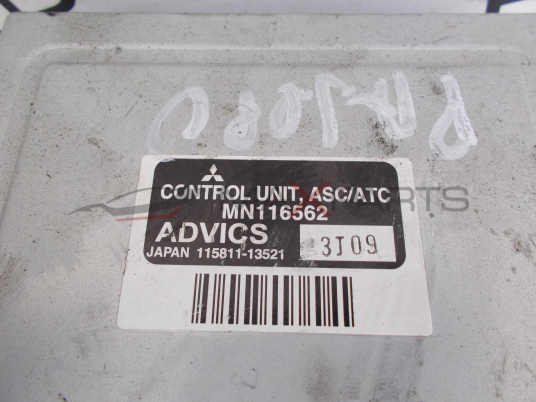 CONTROL UNIT, ASC/ATC
MN116562
ADVICS 3J09
JAPAN 115811-13521